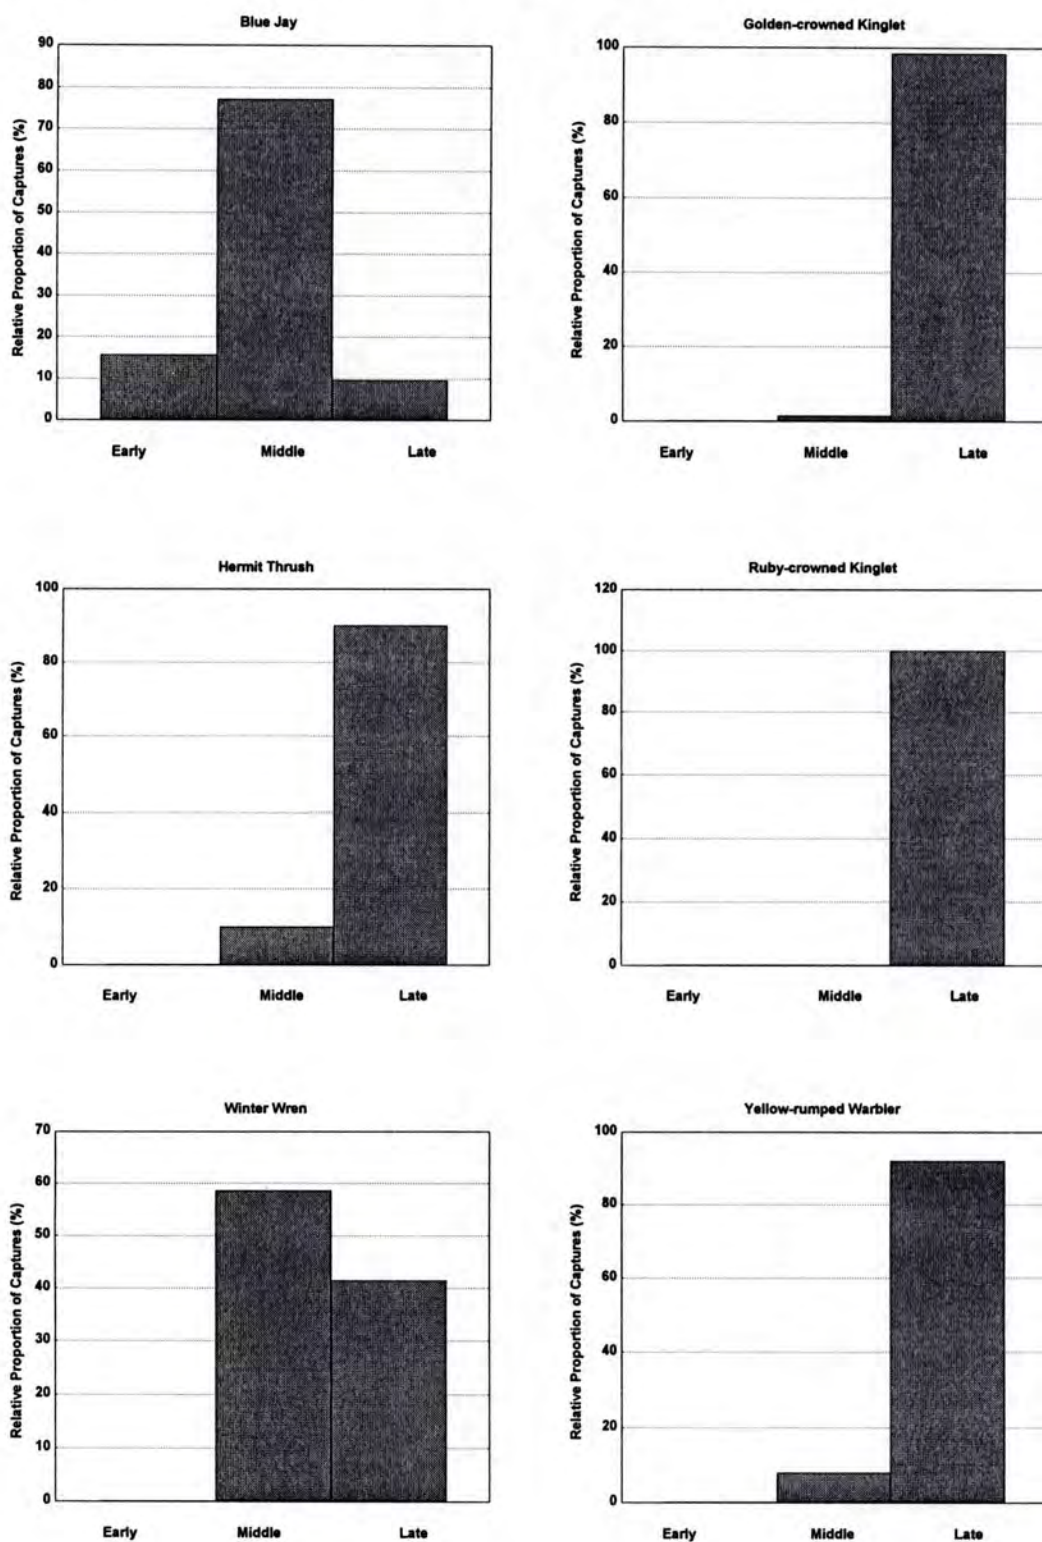 Blue Jay
Relative Proportion of Captures (%)
90
80
70
60
50
40
30
20
10
0
Early Middle Late
Golden-crowned Kinglet
Relative Proportion of Captures (%)
100
80
60
40
20
0
Early Middle Late
Hermit Thrush
Relative Proportion of Captures (%)
100
80
60
40
20
0
Early Middle Late
Ruby-crowned Kinglet
Relative Proportion of Captures (%)
120
100
80
60
40
20
0
Early Middle Late
Winter Wren
Relative Proportion of Captures (%)
70
60
50
40
30
20
10
0
Early Middle Late
Yellow-rumped Warbler
Relative Proportion of Captures (%)
100
80
60
40
20
0
Early Middle Late